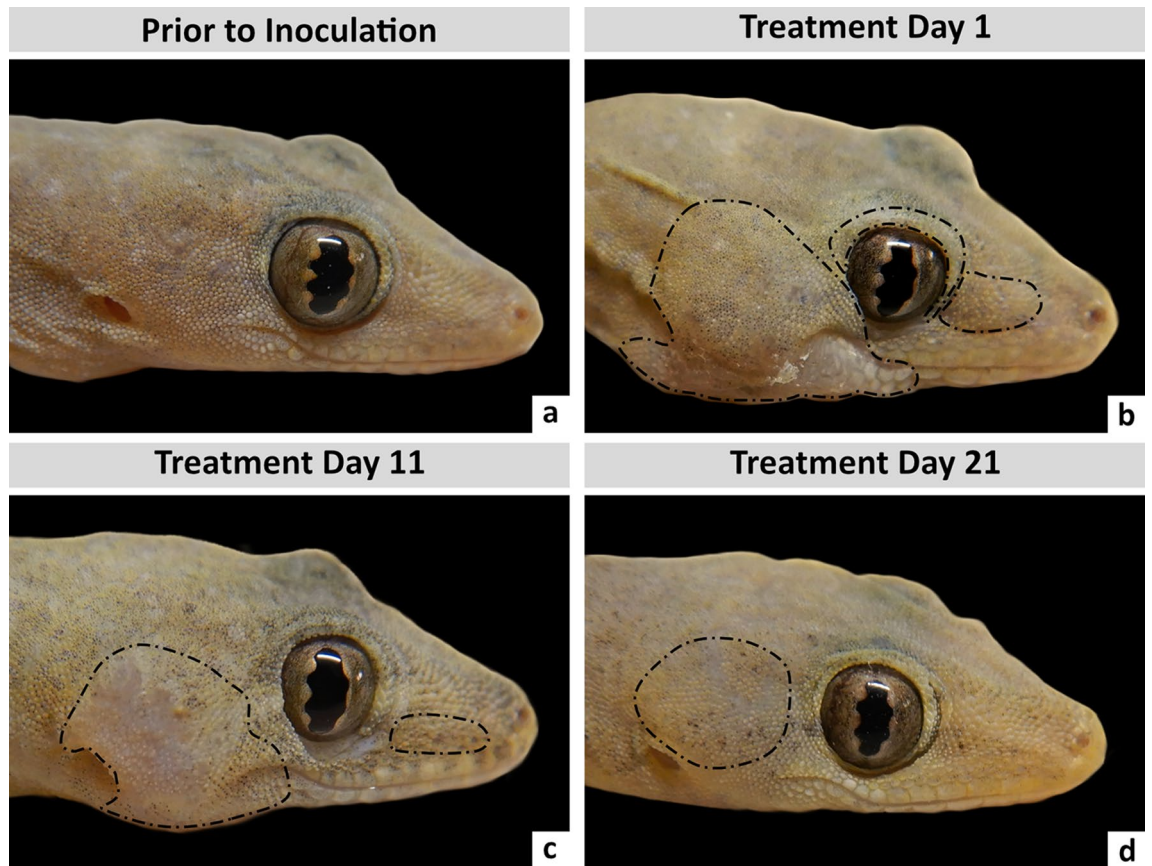 Prior to Inoculation
Treatment Day 1
a
b
Treatment Day 11
Treatment Day 21
c
d